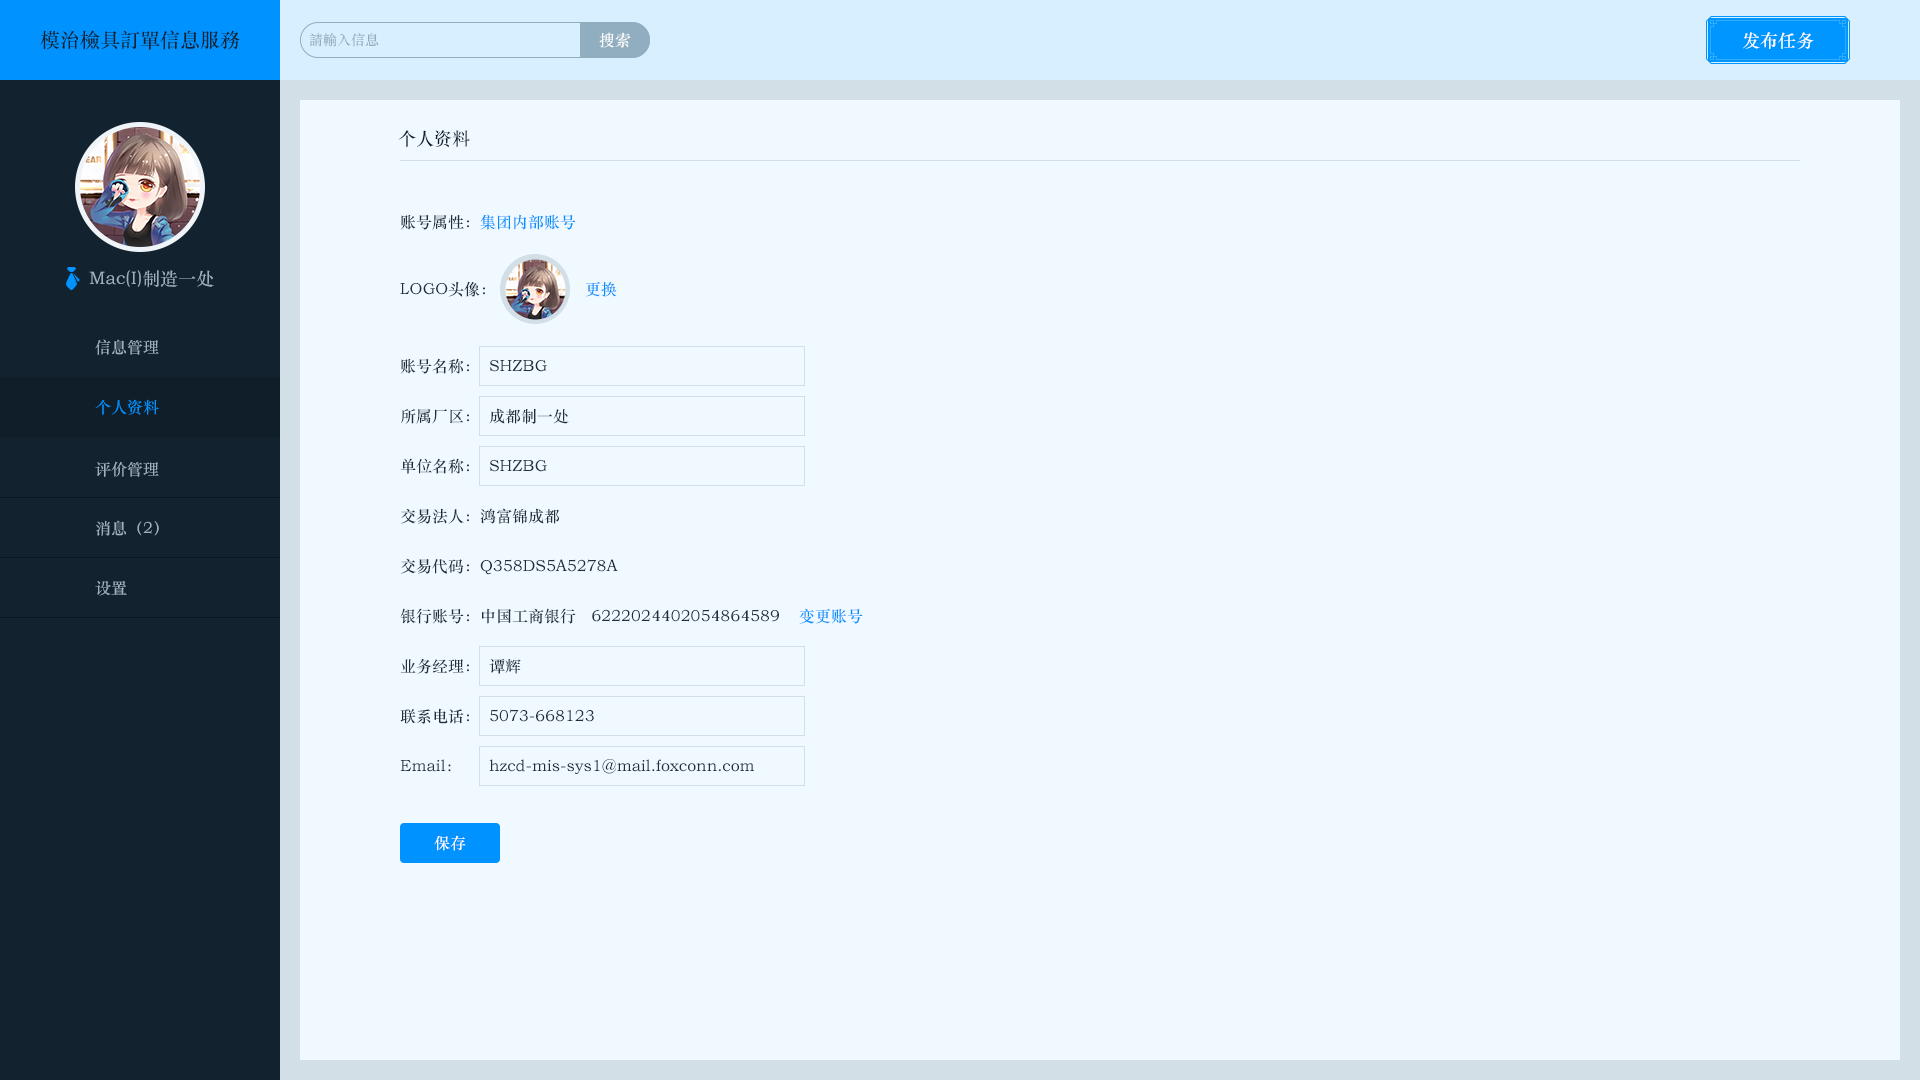 模治檢具訂單信息服務
請輸入信息
搜索
发布任务
EAR
Mac(I)制造一处
信息管理
个人资料
评价管理
消息（2）
设置
个人资料
账号属性： 集团内部账号
LOGO头像： 更换
账号名称： SHZBG
所属厂区： 成都制一处
单位名称： SHZBG
交易法人： 鸿富锦成都
交易代码： Q358DS5A5278A
银行账号： 中国工商银行 6222024402054864589 变更账号
业务经理： 谭辉
联系电话： 5073-668123
Email： hzcd-mis-sys1@mail.foxconn.com
保存